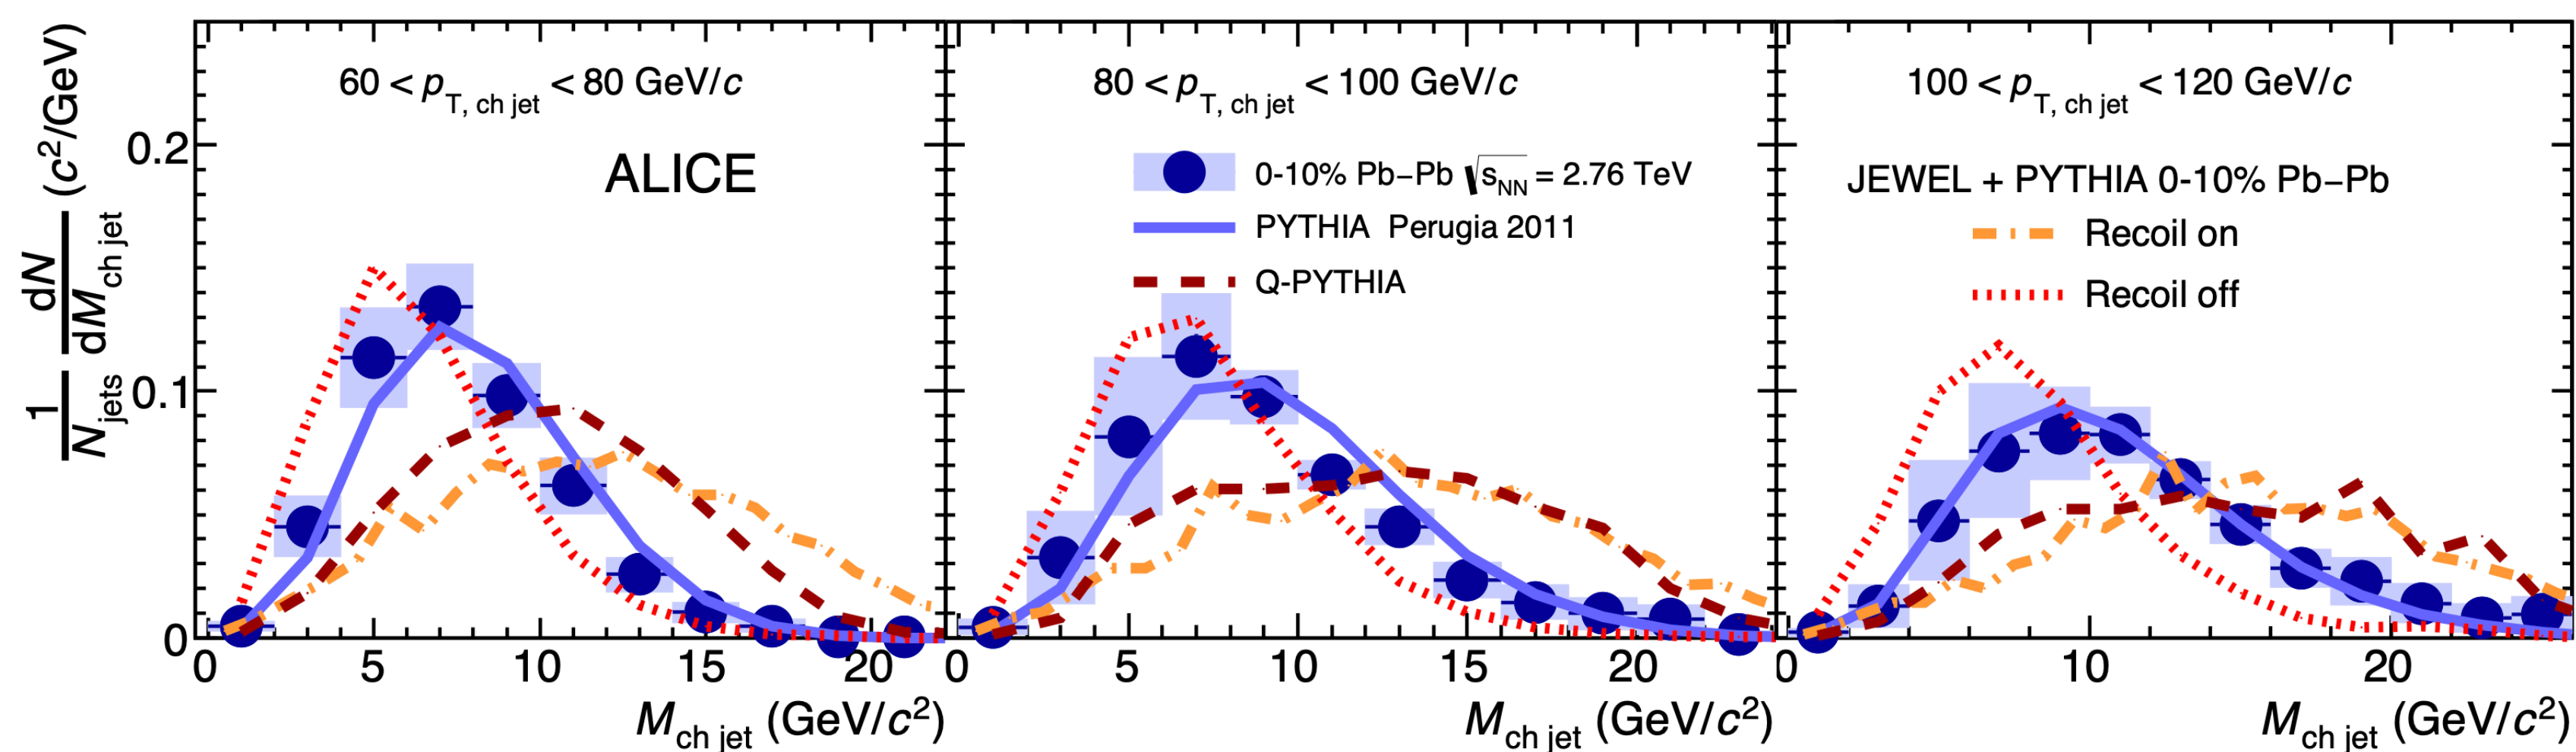 1/N_jets dN/dM_ch jet (c²/GeV)
0.2
0.1
0
60 < p_T, ch jet < 80 GeV/c
ALICE
0 5 10 15 20
M_ch jet (GeV/c²)
80 < p_T, ch jet < 100 GeV/c
0-10% Pb–Pb √s_NN = 2.76 TeV
PYTHIA Perugia 2011
Q-PYTHIA
0 5 10 15 20
M_ch jet (GeV/c²)
100 < p_T, ch jet < 120 GeV/c
JEWEL + PYTHIA 0-10% Pb–Pb
Recoil on
Recoil off
0 10 20
M_ch jet (GeV/c²)